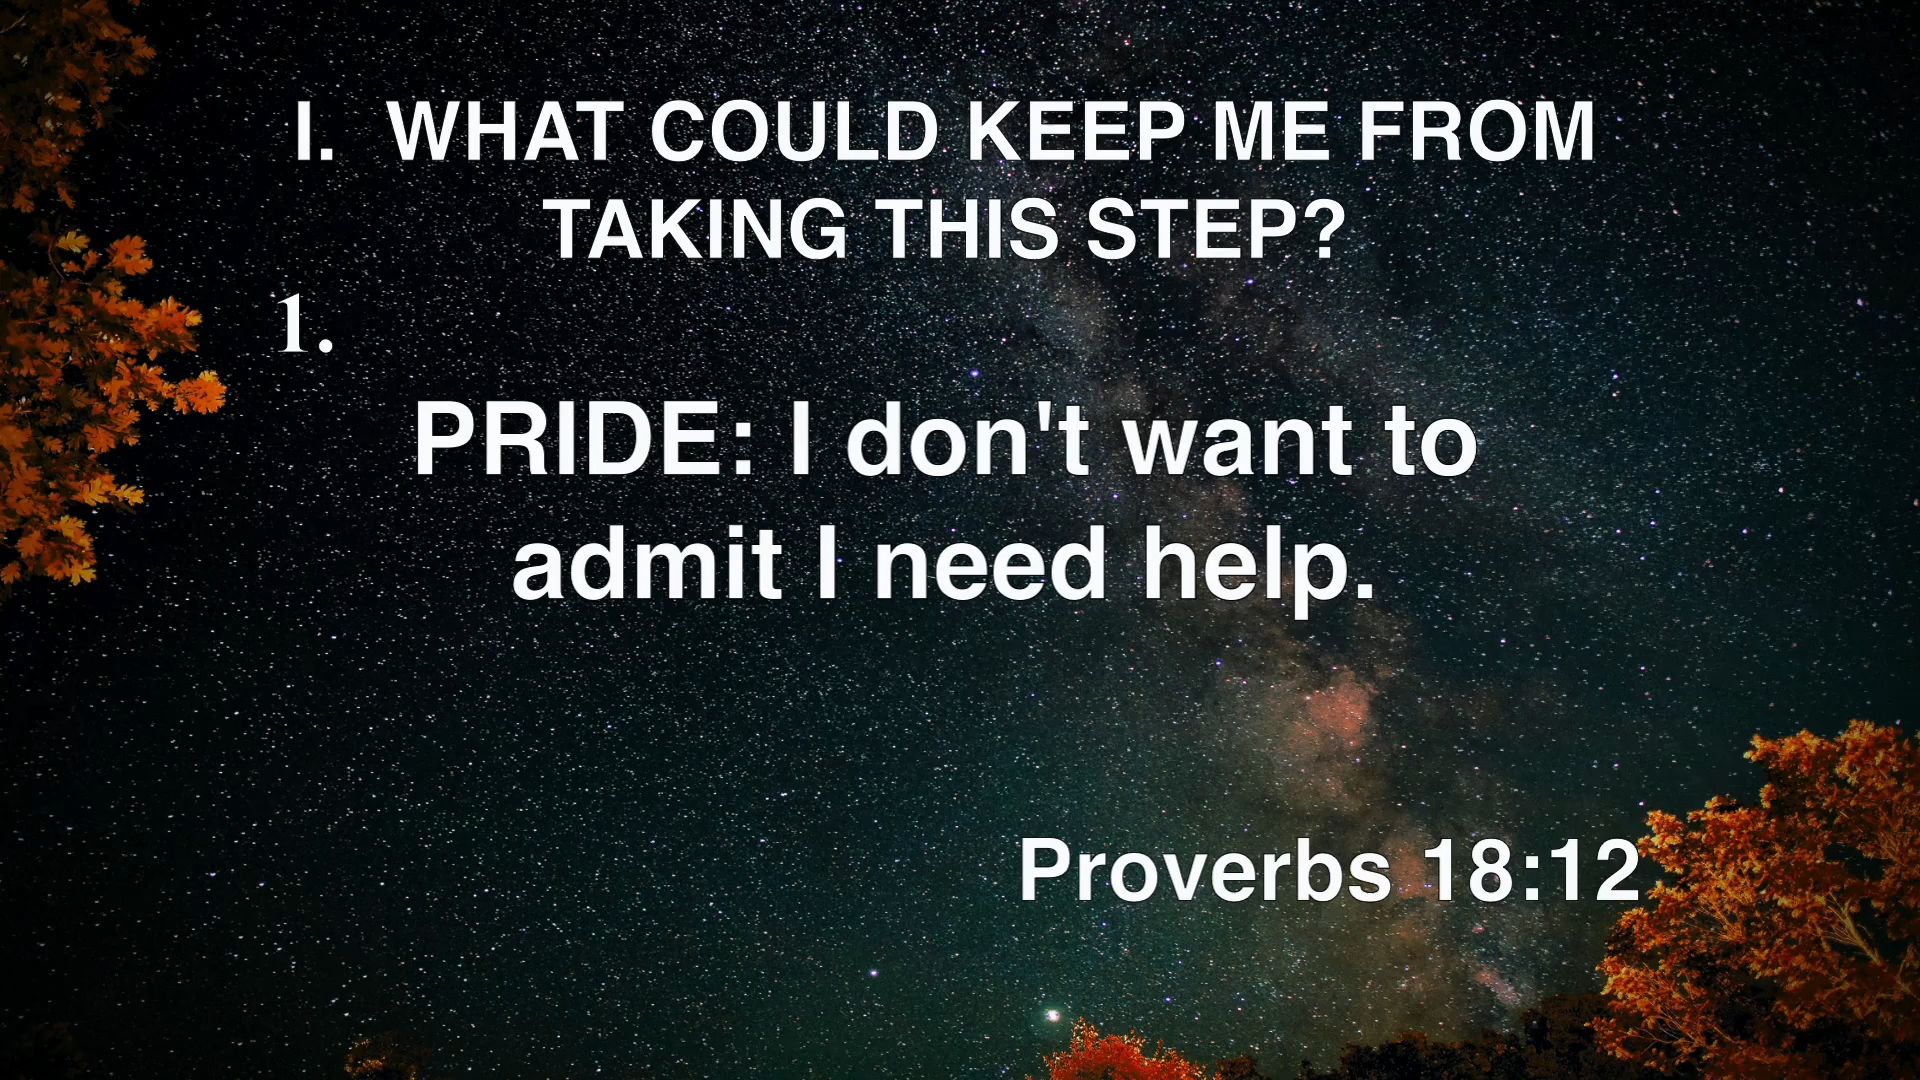 I. WHAT COULD KEEP ME FROM
TAKING THIS STEP?
1.
PRIDE: I don't want to
admit I need help.
Proverbs 18:12